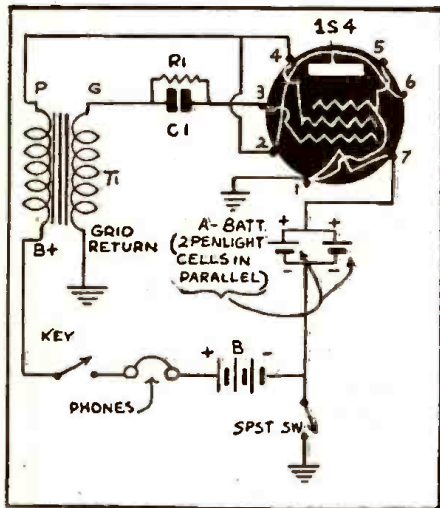 1S4
4
5
P
G
R1
3
6
C1
2
7
T1
1
GRID
RETURN
B+
A-BATT.
(2 PENLIGHT
CELLS IN
PARALLEL)
+
+
-
-
KEY
+
B
-
PHONES
SPST SW.